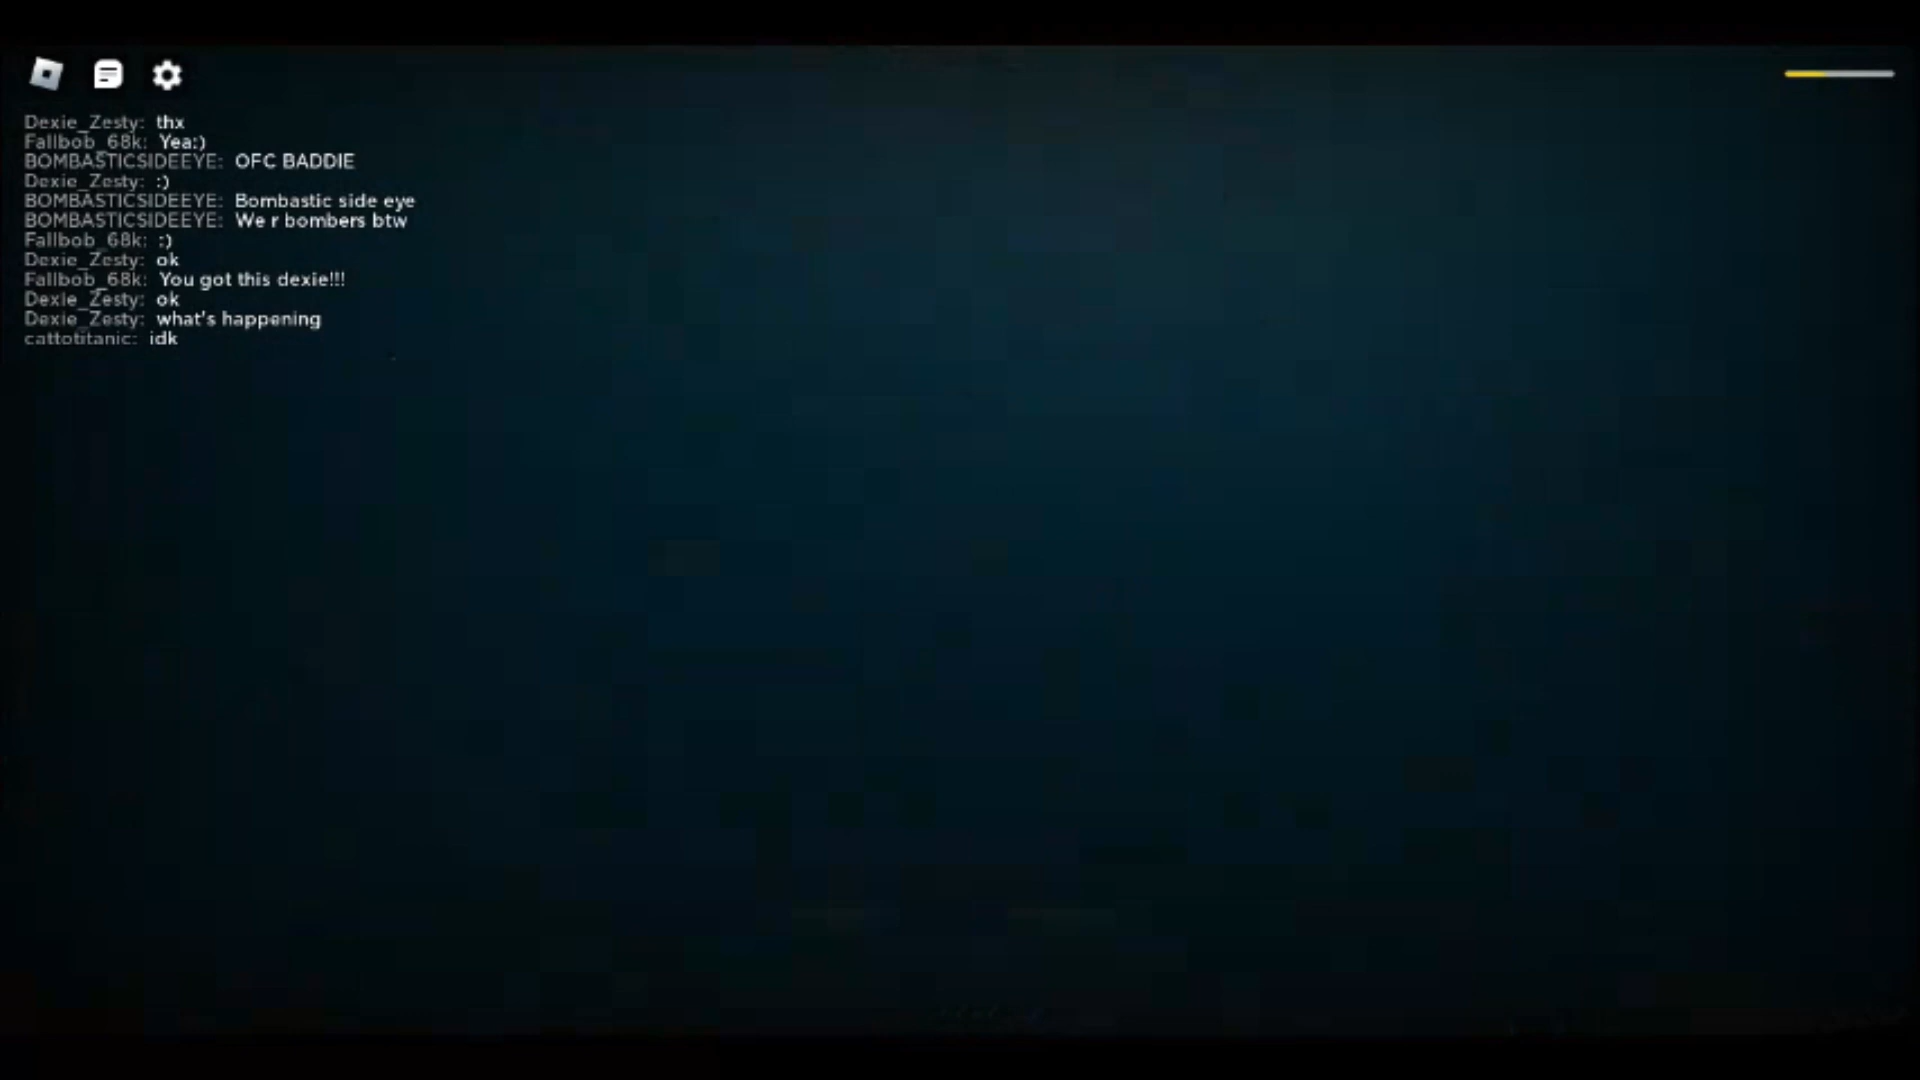 Dexie_Zesty: thx
Fallbob_68k: Yea:)
BOMBASTICSIDEEYE: OFC BADDIE
Dexie_Zesty: :)
BOMBASTICSIDEEYE: Bombastic side eye
BOMBASTICSIDEEYE: We r bombers btw
Fallbob_68k: :)
Dexie_Zesty: ok
Fallbob_68k: You got this dexie!!!
Dexie_Zesty: ok
Dexie_Zesty: what's happening
cattotitanic: idk